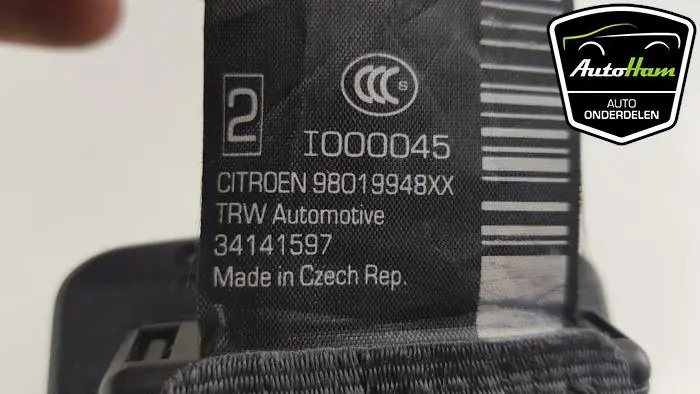 2
CCC S
I000045
CITROEN 98019948XX
TRW Automotive
34141597
Made in Czech Rep.
AutoHam
AUTO
ONDERDELEN